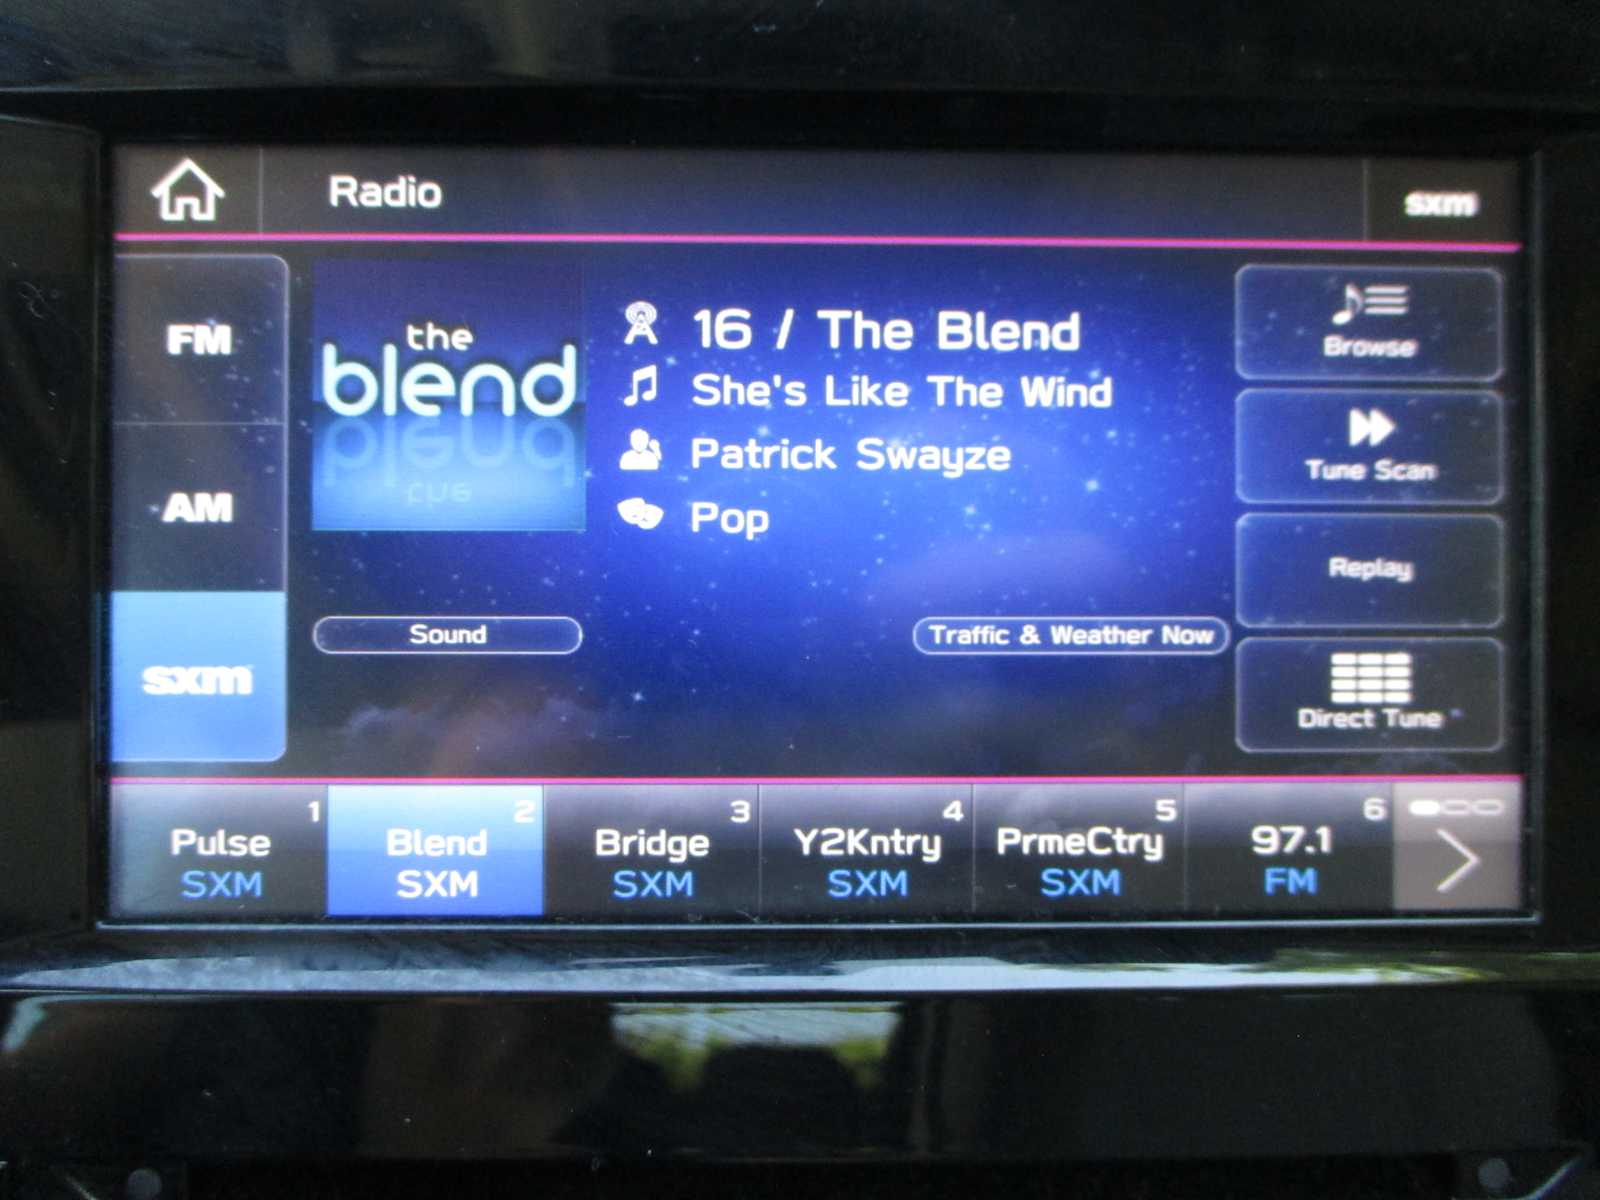 Radio
sxm
FM
AM
sxm
the
blend
16 / The Blend
She's Like The Wind
Patrick Swayze
Pop
Sound
Traffic & Weather Now
Browse
Tune Scan
Replay
Direct Tune
1
Pulse
SXM
2
Blend
SXM
3
Bridge
SXM
4
Y2Kntry
SXM
5
PrmeCtry
SXM
6
97.1
FM